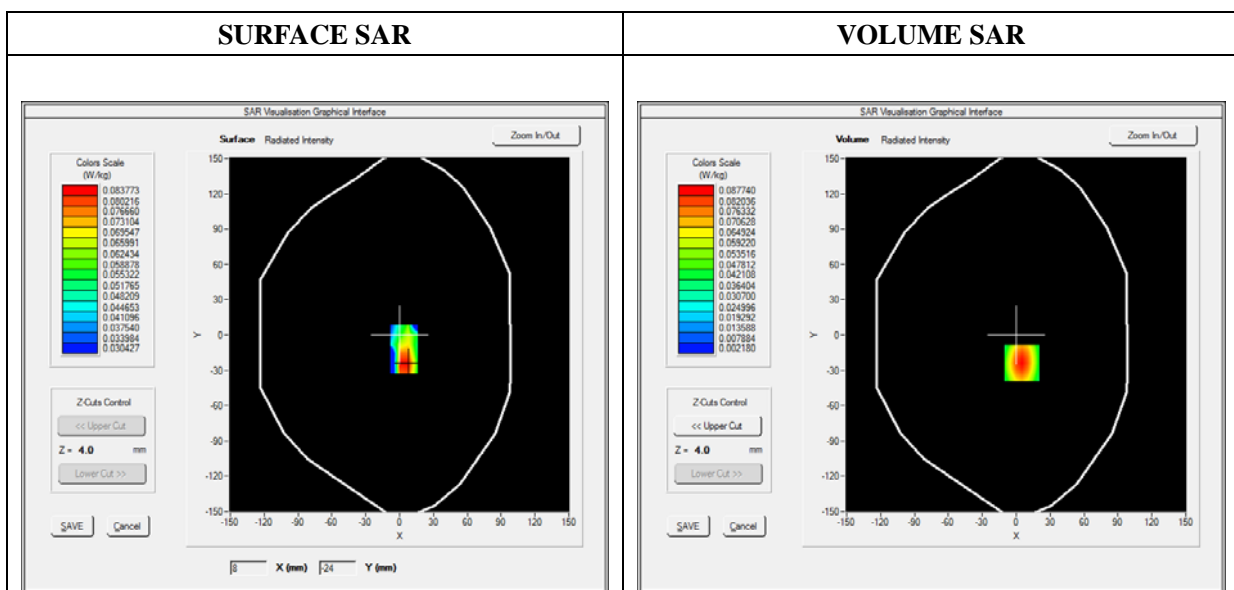 SURFACE SAR
VOLUME SAR
SAR Visualisation Graphical Interface
Surface Radiated Intensity
Zoom In/Out
Colors Scale
(W/kg)
0.083773
0.080216
0.076660
0.073104
0.069547
0.065991
0.062434
0.058878
0.055322
0.051765
0.048209
0.044653
0.041096
0.037540
0.033984
0.030427
Z-Cuts Control
<< Upper Cut
Z = 4.0 mm
Lower Cut >>
SAVE Cancel
150
120
90
60
30
0
-30
-60
-90
-120
-150
Y
-150 -120 -90 -60 -30 0 30 60 90 120 150
X
8 X (mm) -24 Y (mm)
SAR Visualisation Graphical Interface
Volume Radiated Intensity
Zoom In/Out
Colors Scale
(W/kg)
0.087740
0.082036
0.076332
0.070628
0.064924
0.059220
0.053516
0.047812
0.042108
0.036404
0.030700
0.024996
0.019292
0.013588
0.007884
0.002180
Z-Cuts Control
<< Upper Cut
Z = 4.0 mm
Lower Cut >>
SAVE Cancel
150
120
90
60
30
0
-30
-60
-90
-120
-150
Y
-150 -120 -90 -60 -30 0 30 60 90 120 150
X